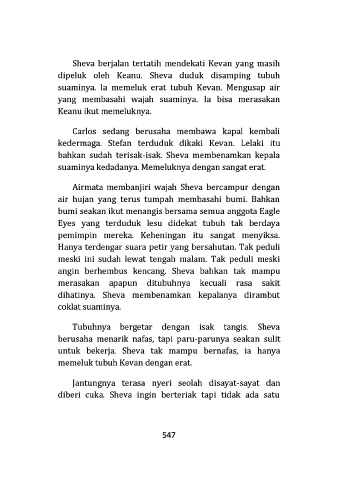 Sheva berjalan tertatih mendekati Kevan yang masih
dipeluk oleh Keanu. Sheva duduk disamping tubuh
suaminya. Ia memeluk erat tubuh Kevan. Mengusap air
yang membasahi wajah suaminya. Ia bisa merasakan
Keanu ikut memeluknya.
Carlos sedang berusaha membawa kapal kembali
kedermaga. Stefan terduduk dikaki Kevan. Lelaki itu
bahkan sudah terisak-isak. Sheva membenamkan kepala
suaminya kedadanya. Memeluknya dengan sangat erat.
Airmata membanjiri wajah Sheva bercampur dengan
air hujan yang terus tumpah membasahi bumi. Bahkan
bumi seakan ikut menangis bersama semua anggota Eagle
Eyes yang terduduk lesu didekat tubuh tak berdaya
pemimpin mereka. Keheningan itu sangat menyiksa.
Hanya terdengar suara petir yang bersahutan. Tak peduli
meski ini sudah lewat tengah malam. Tak peduli meski
angin berhembus kencang. Sheva bahkan tak mampu
merasakan apapun ditubuhnya kecuali rasa sakit
dihatinya. Sheva membenamkan kepalanya dirambut
coklat suaminya.
Tubuhnya bergetar dengan isak tangis. Sheva
berusaha menarik nafas, tapi paru-parunya seakan sulit
untuk bekerja. Sheva tak mampu bernafas, ia hanya
memeluk tubuh Kevan dengan erat.
Jantungnya terasa nyeri seolah disayat-sayat dan
diberi cuka. Sheva ingin berteriak tapi tidak ada satu
547